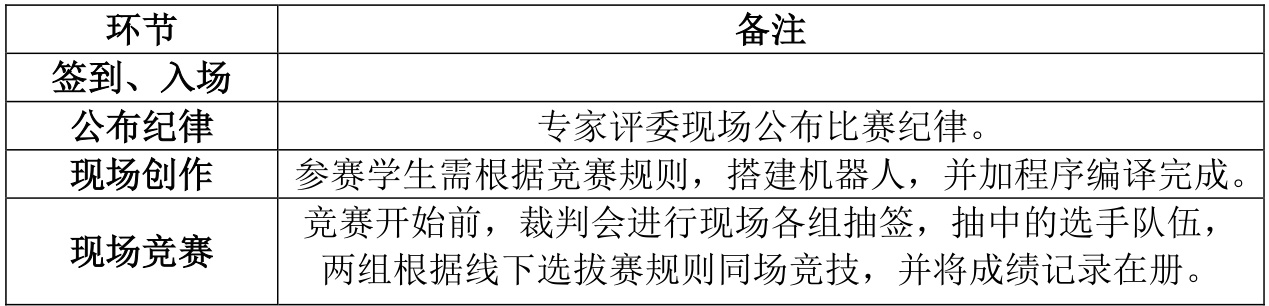 环节 备注
签到、入场
公布纪律 专家评委现场公布比赛纪律。
现场创作 参赛学生需根据竞赛规则，搭建机器人，并加程序编译完成。
现场竞赛 竞赛开始前，裁判会进行现场各组抽签，抽中的选手队伍，
两组根据线下选拔赛规则同场竞技，并将成绩记录在册。